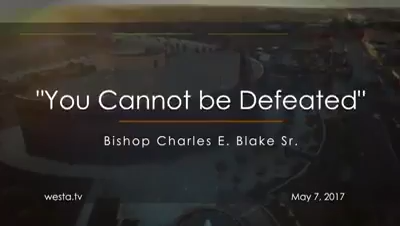 "You Cannot be Defeated"
Bishop Charles E. Blake Sr.
westa.tv May 7, 2017